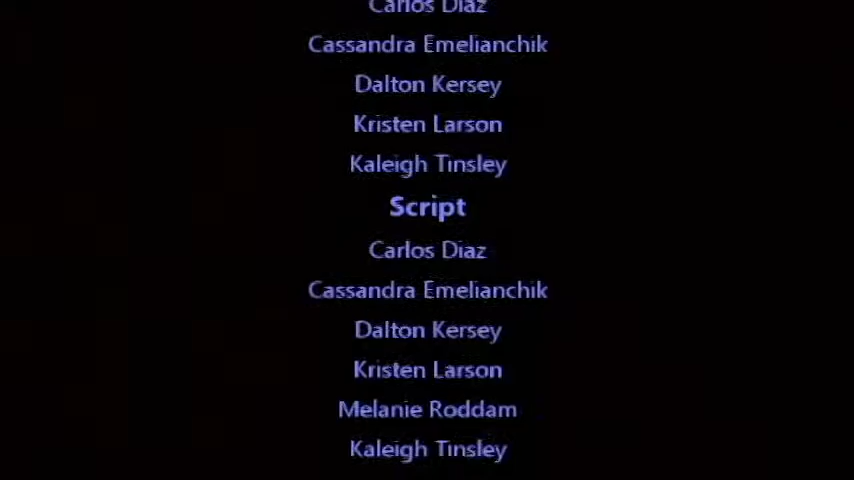 Carlos Diaz
Cassandra Emelianchik
Dalton Kersey
Kristen Larson
Kaleigh Tinsley
Script
Carlos Diaz
Cassandra Emelianchik
Dalton Kersey
Kristen Larson
Melanie Roddam
Kaleigh Tinsley